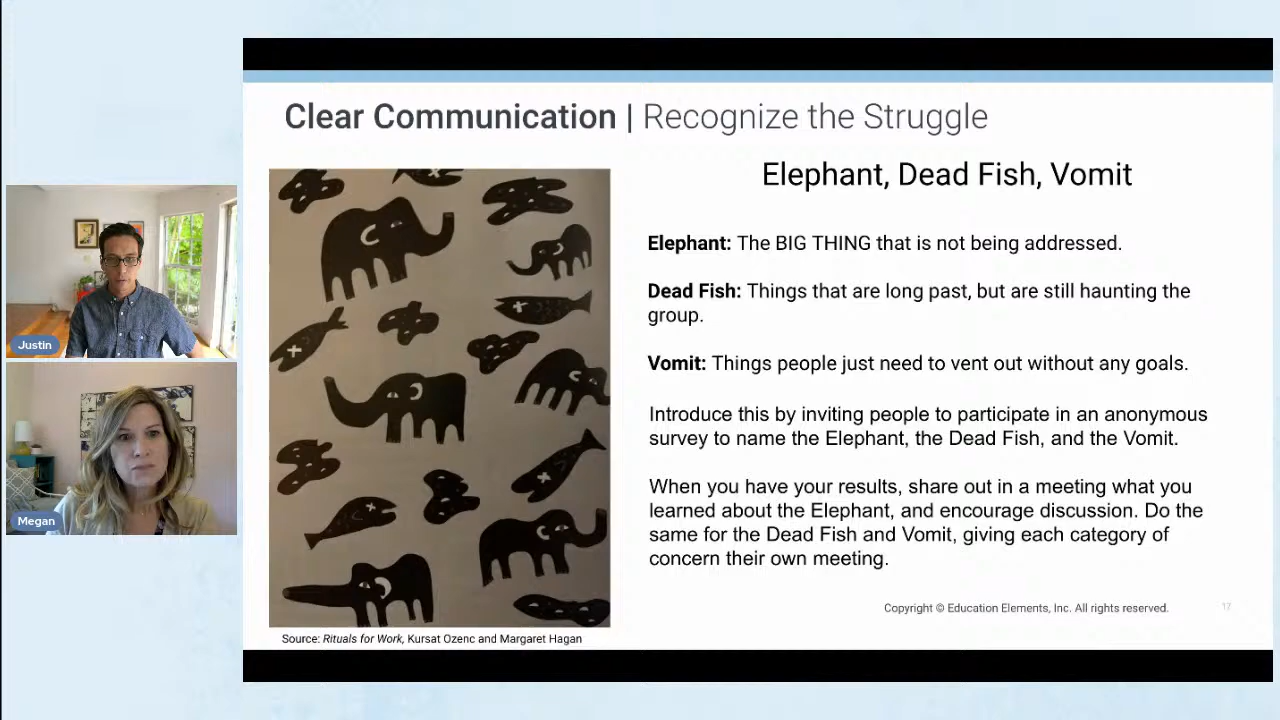 Clear Communication | Recognize the Struggle
Elephant, Dead Fish, Vomit
Elephant: The BIG THING that is not being addressed.
Dead Fish: Things that are long past, but are still haunting the
group.
Vomit: Things people just need to vent out without any goals.
Introduce this by inviting people to participate in an anonymous
survey to name the Elephant, the Dead Fish, and the Vomit.
When you have your results, share out in a meeting what you
learned about the Elephant, and encourage discussion. Do the
same for the Dead Fish and Vomit, giving each category of
concern their own meeting.
Copyright © Education Elements, Inc. All rights reserved.
17
Source: Rituals for Work, Kursat Ozenc and Margaret Hagan
Justin
Megan